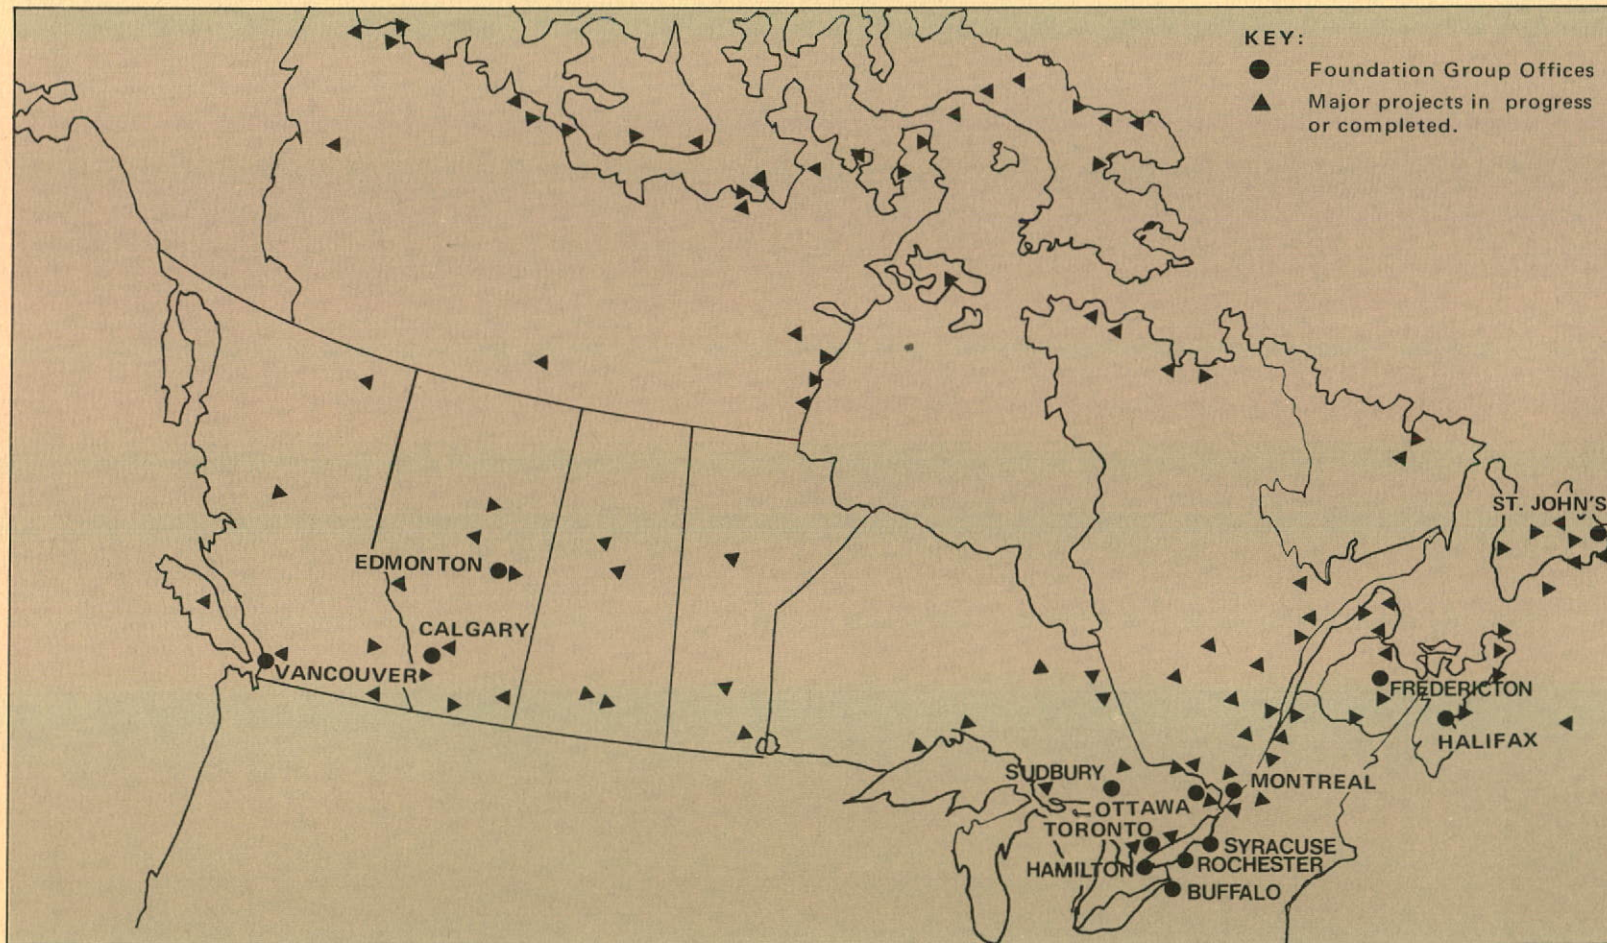 KEY:
Foundation Group Offices
Major projects in progress
or completed.
ST. JOHN'S
EDMONTON
CALGARY
VANCOUVER
FREDERICTON
HALIFAX
SUDBURY
MONTREAL
OTTAWA
TORONTO
SYRACUSE
HAMILTON
ROCHESTER
BUFFALO